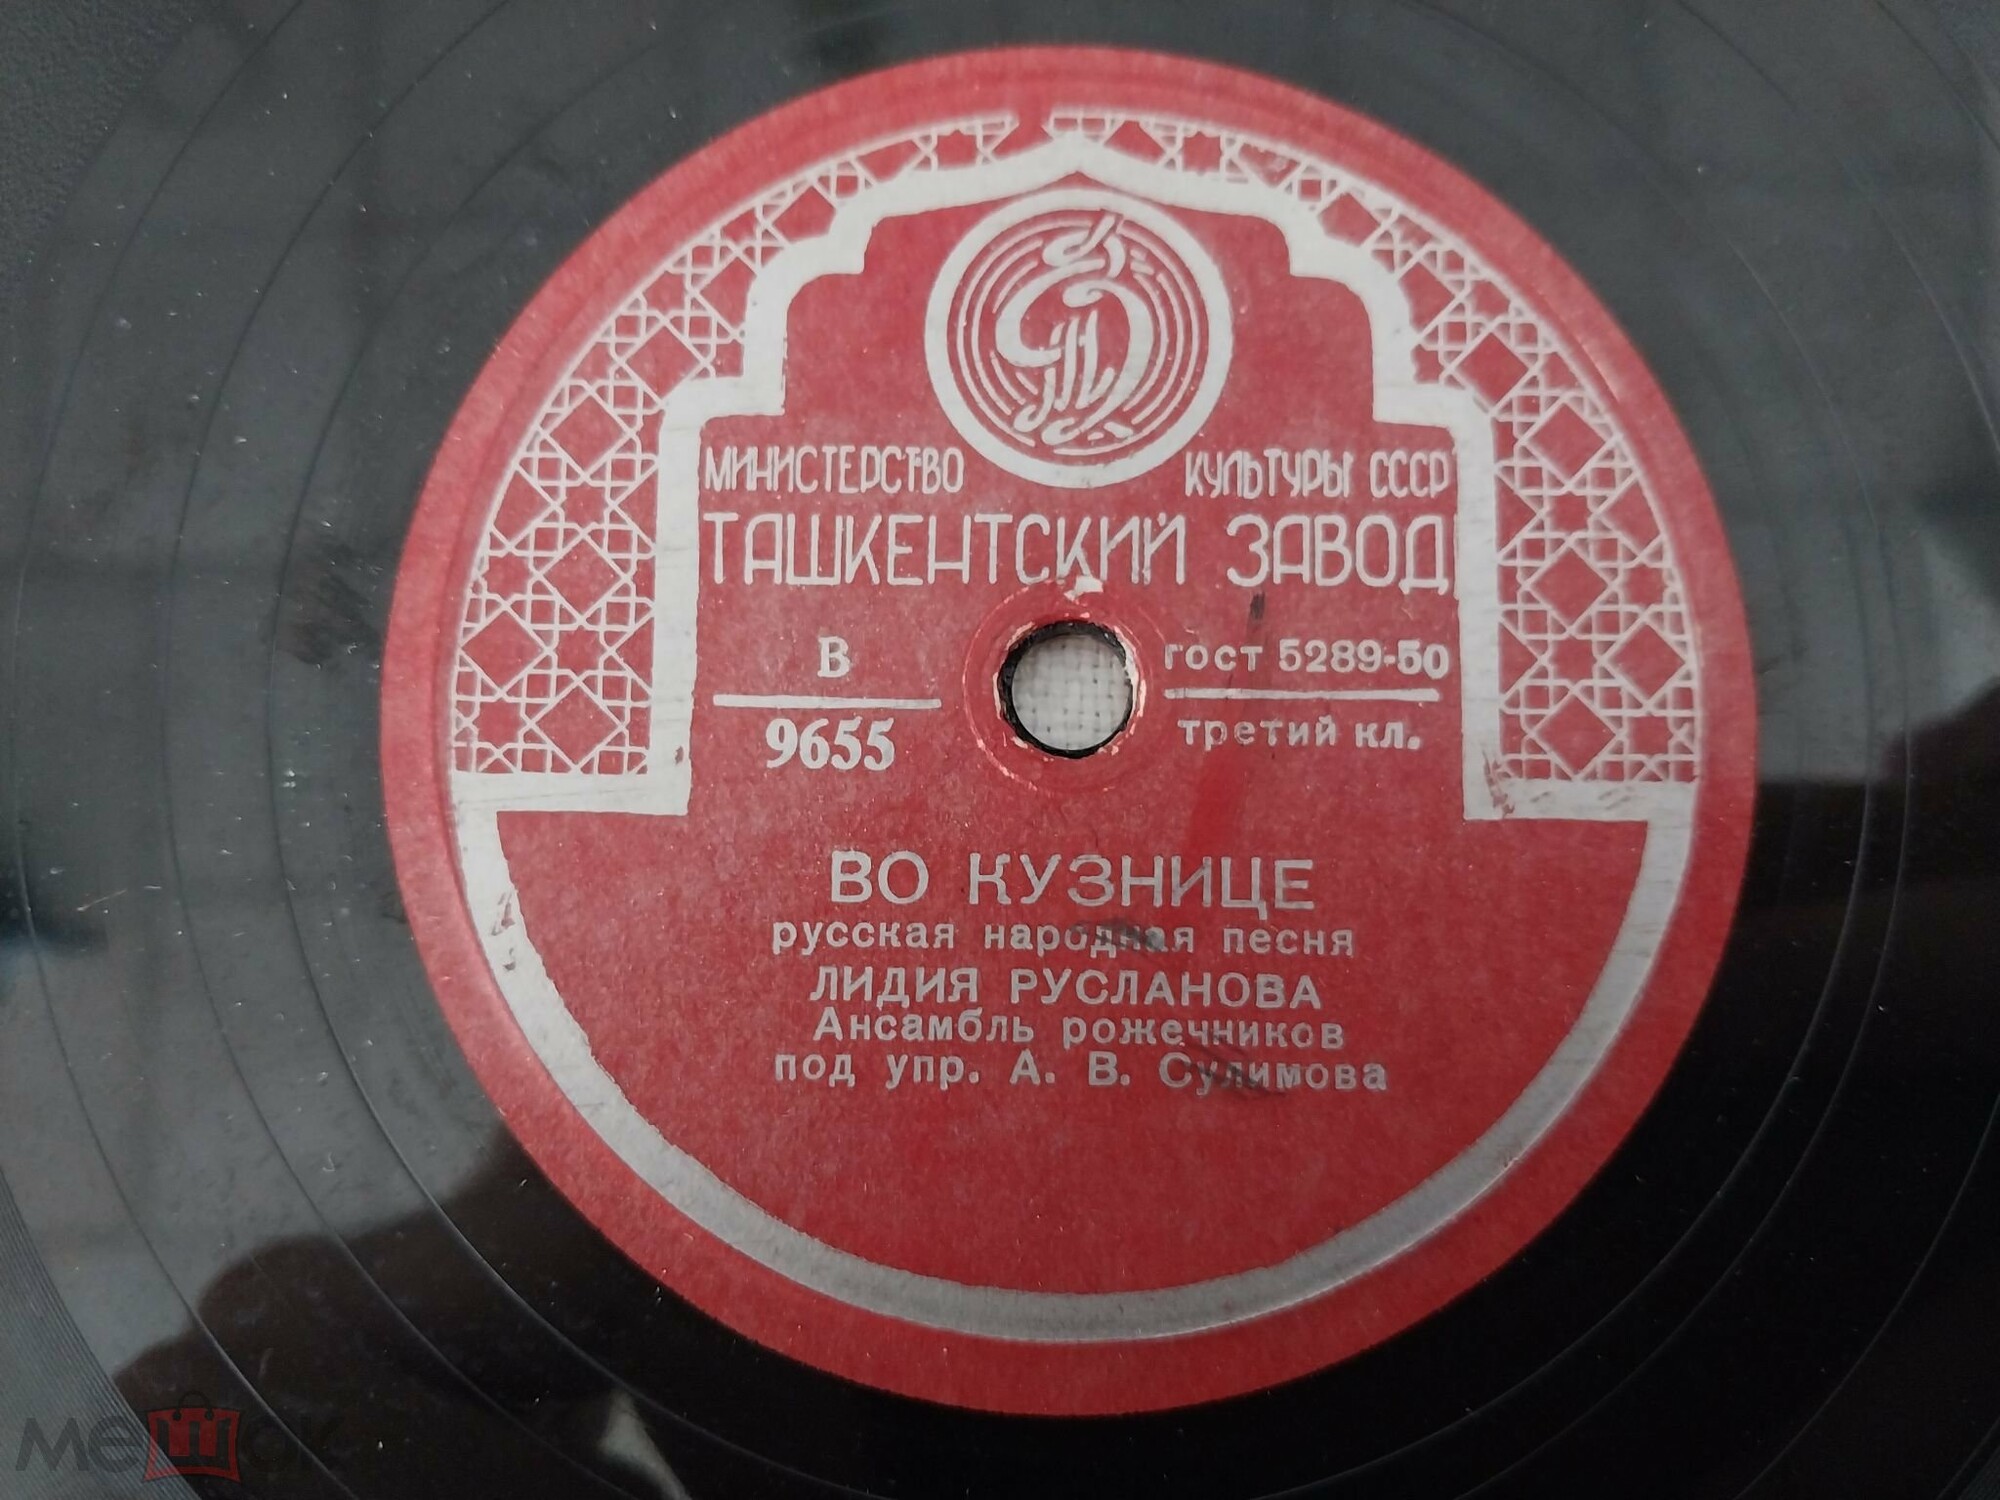 МИНИСТЕРСТВО КУЛЬТУРЫ СССР
ТАШКЕНТСКИЙ ЗАВОД
В
9655
гост 5289-50
третий кл.
ВО КУЗНИЦЕ
русская народная песня
ЛИДИЯ РУСЛАНОВА
Ансамбль рожечников
под упр. А. В. Сулимова
мешок